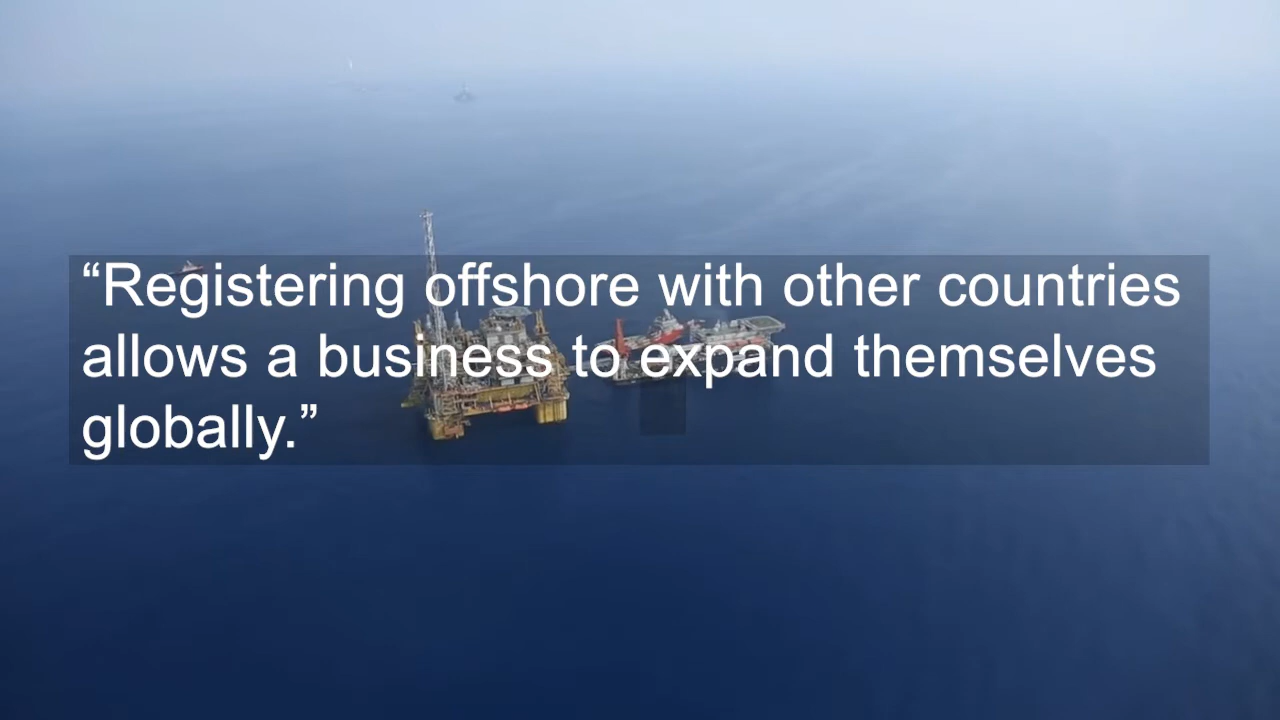 “Registering offshore with other countries
allows a business to expand themselves
globally.”